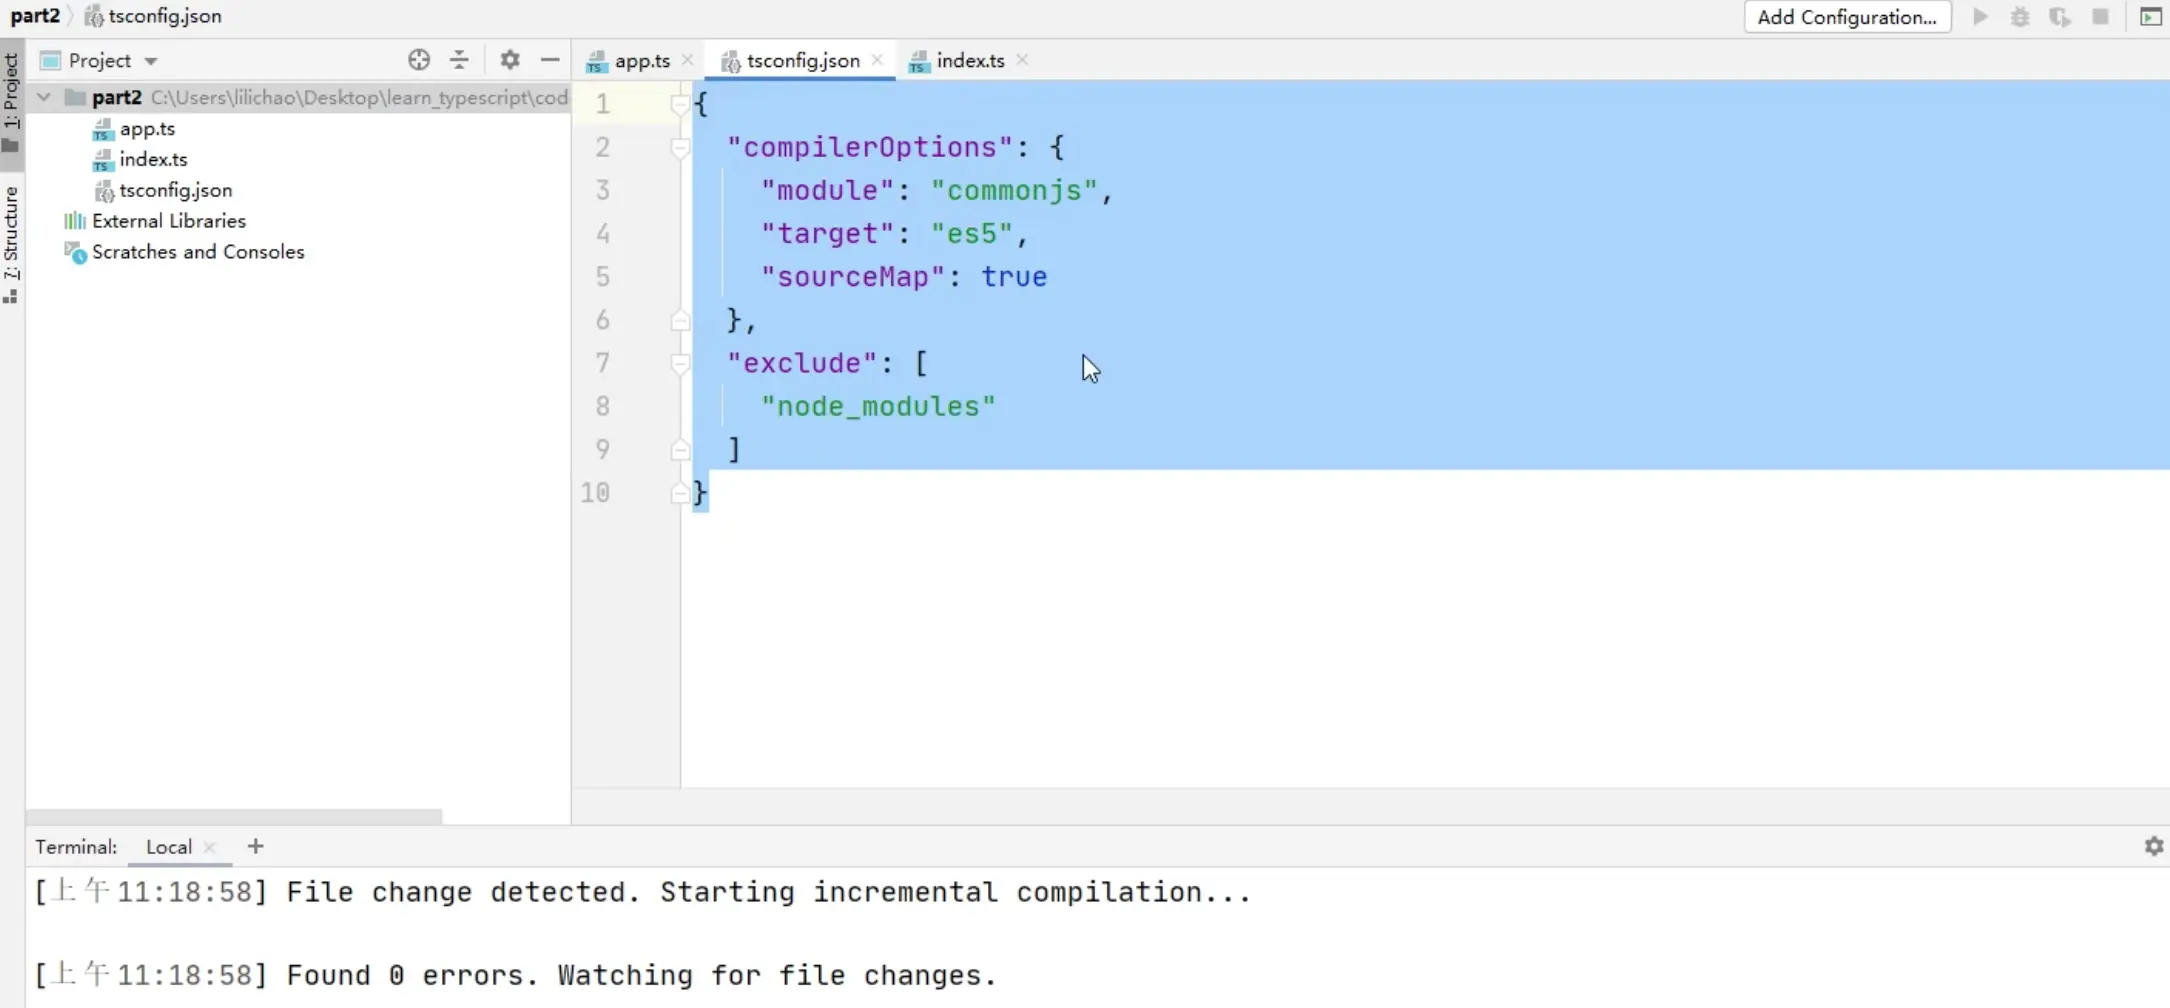 part2 tsconfig.json
Add Configuration...
1: Project
7: Structure
Project
part2 C:\Users\lilichao\Desktop\learn_typescript\cod
app.ts
index.ts
tsconfig.json
External Libraries
Scratches and Consoles
app.ts tsconfig.json index.ts
1 {
2 "compilerOptions": {
3 "module": "commonjs",
4 "target": "es5",
5 "sourceMap": true
6 },
7 "exclude": [
8 "node_modules"
9 ]
10 }
Terminal: Local +
[上午11:18:58] File change detected. Starting incremental compilation...
[上午11:18:58] Found 0 errors. Watching for file changes.